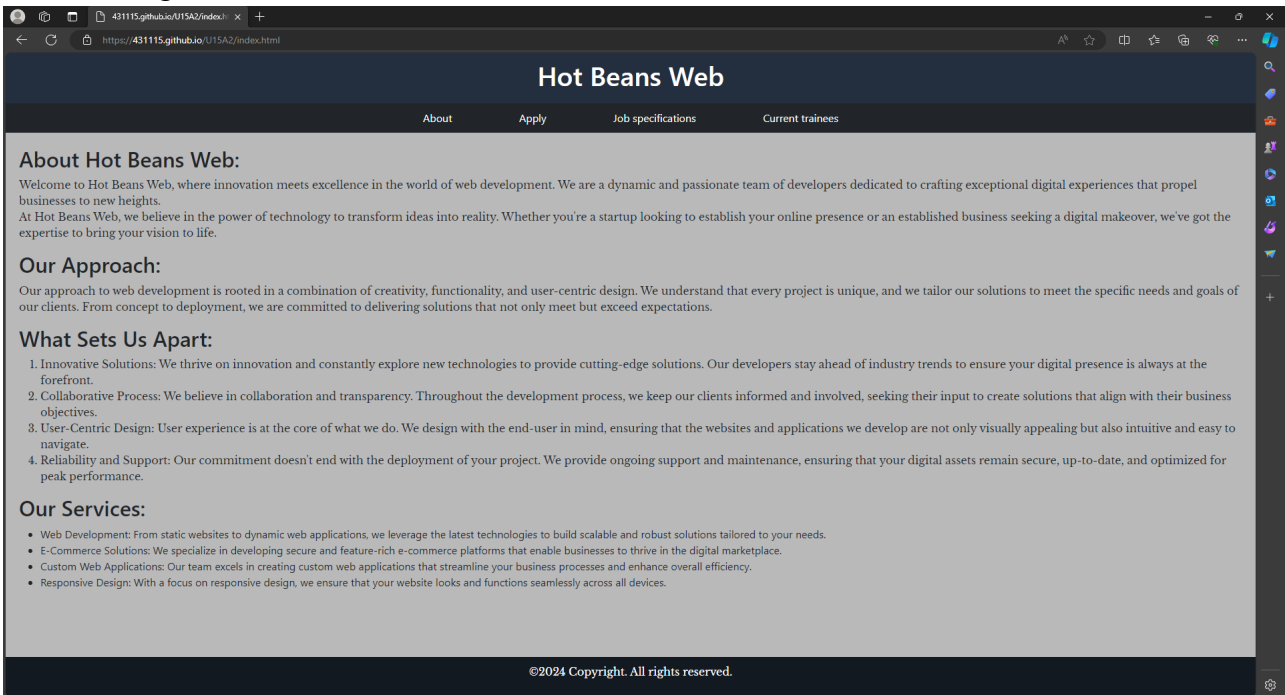 431115.github.io/U15A2/index.h
https://431115.github.io/U15A2/index.html
Hot Beans Web
About Apply Job specifications Current trainees
About Hot Beans Web:
Welcome to Hot Beans Web, where innovation meets excellence in the world of web development. We are a dynamic and passionate team of developers dedicated to crafting exceptional digital experiences that propel
businesses to new heights.
At Hot Beans Web, we believe in the power of technology to transform ideas into reality. Whether you're a startup looking to establish your online presence or an established business seeking a digital makeover, we've got the
expertise to bring your vision to life.
Our Approach:
Our approach to web development is rooted in a combination of creativity, functionality, and user-centric design. We understand that every project is unique, and we tailor our solutions to meet the specific needs and goals of
our clients. From concept to deployment, we are committed to delivering solutions that not only meet but exceed expectations.
What Sets Us Apart:
1. Innovative Solutions: We thrive on innovation and constantly explore new technologies to provide cutting-edge solutions. Our developers stay ahead of industry trends to ensure your digital presence is always at the
forefront.
2. Collaborative Process: We believe in collaboration and transparency. Throughout the development process, we keep our clients informed and involved, seeking their input to create solutions that align with their business
objectives.
3. User-Centric Design: User experience is at the core of what we do. We design with the end-user in mind, ensuring that the websites and applications we develop are not only visually appealing but also intuitive and easy to
navigate.
4. Reliability and Support: Our commitment doesn't end with the deployment of your project. We provide ongoing support and maintenance, ensuring that your digital assets remain secure, up-to-date, and optimized for
peak performance.
Our Services:
• Web Development: From static websites to dynamic web applications, we leverage the latest technologies to build scalable and robust solutions tailored to your needs.
• E-Commerce Solutions: We specialize in developing secure and feature-rich e-commerce platforms that enable businesses to thrive in the digital marketplace.
• Custom Web Applications: Our team excels in creating custom web applications that streamline your business processes and enhance overall efficiency.
• Responsive Design: With a focus on responsive design, we ensure that your website looks and functions seamlessly across all devices.
©2024 Copyright. All rights reserved.